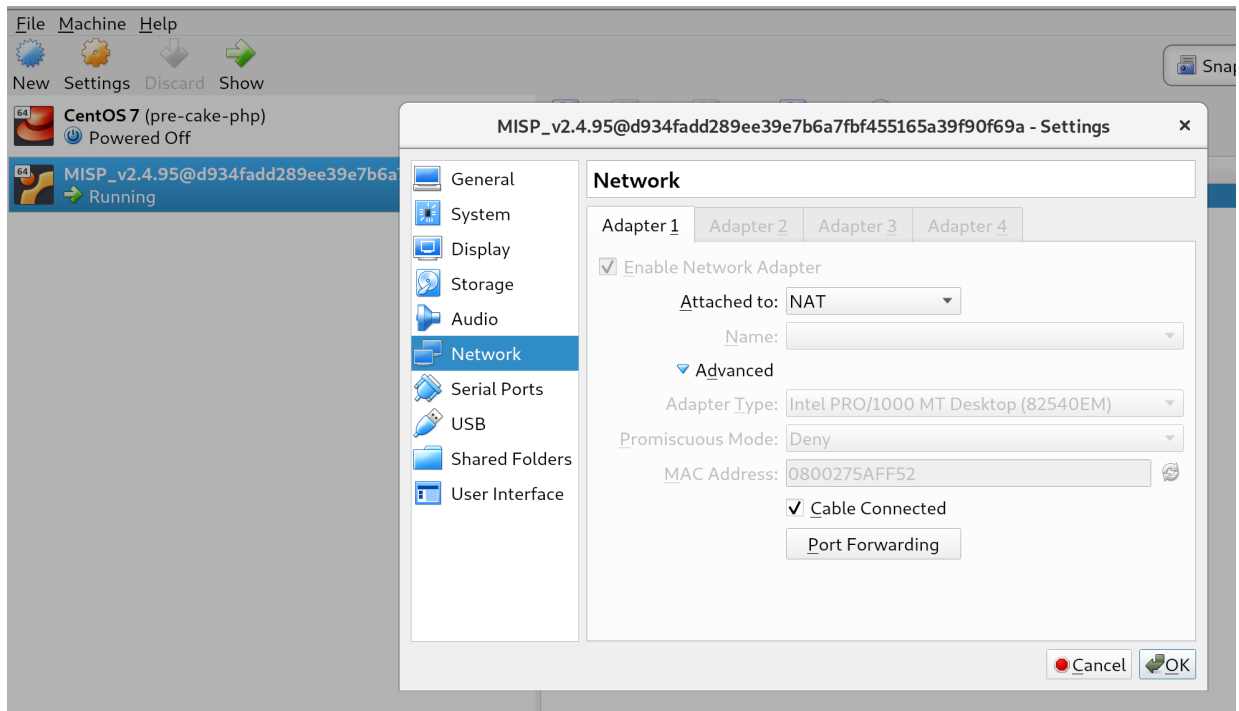 File Machine Help
New Settings Discard Show
Snap
64
CentOS 7 (pre-cake-php)
Powered Off
64
MISP_v2.4.95@d934fadd289ee39e7b6a7
Running
MISP_v2.4.95@d934fadd289ee39e7b6a7fbf455165a39f90f69a - Settings
General
System
Display
Storage
Audio
Network
Serial Ports
USB
Shared Folders
User Interface
Network
Adapter 1 Adapter 2 Adapter 3 Adapter 4
Enable Network Adapter
Attached to: NAT
Name:
Advanced
Adapter Type: Intel PRO/1000 MT Desktop (82540EM)
Promiscuous Mode: Deny
MAC Address: 0800275AFF52
Cable Connected
Port Forwarding
Cancel OK